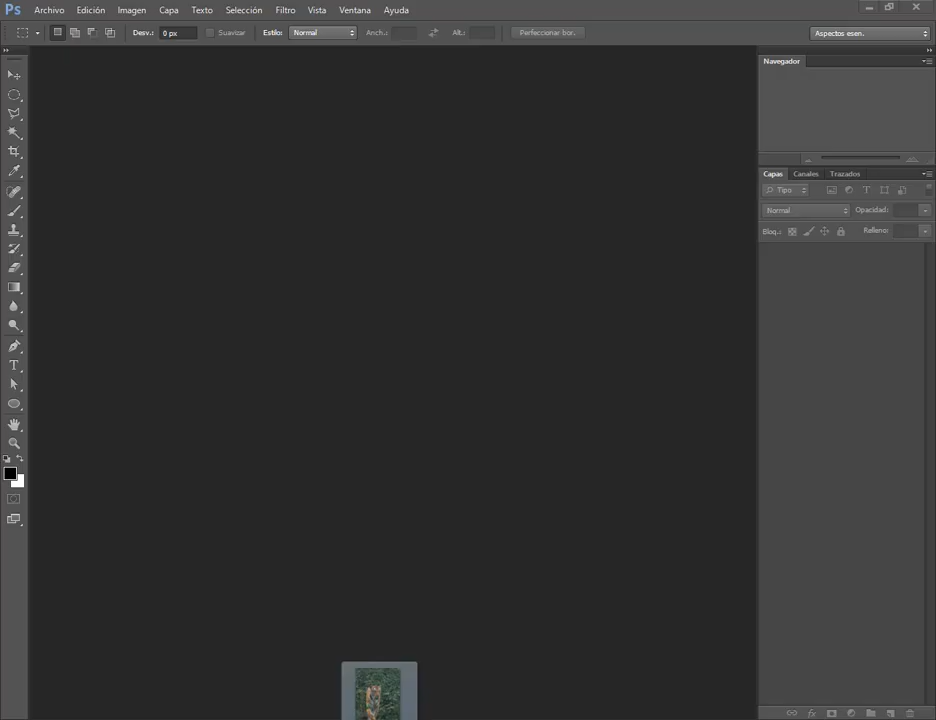 Ps Archivo Edición Imagen Capa Texto Selección Filtro Vista Ventana Ayuda
Desv.: 0 px Suavizar Estilo: Normal Anch.: Alt.: Perfeccionar bor... Aspectos esen.
Navegador
Capas Canales Trazados
Tipo
Normal Opacidad:
Bloq.: Relleno: